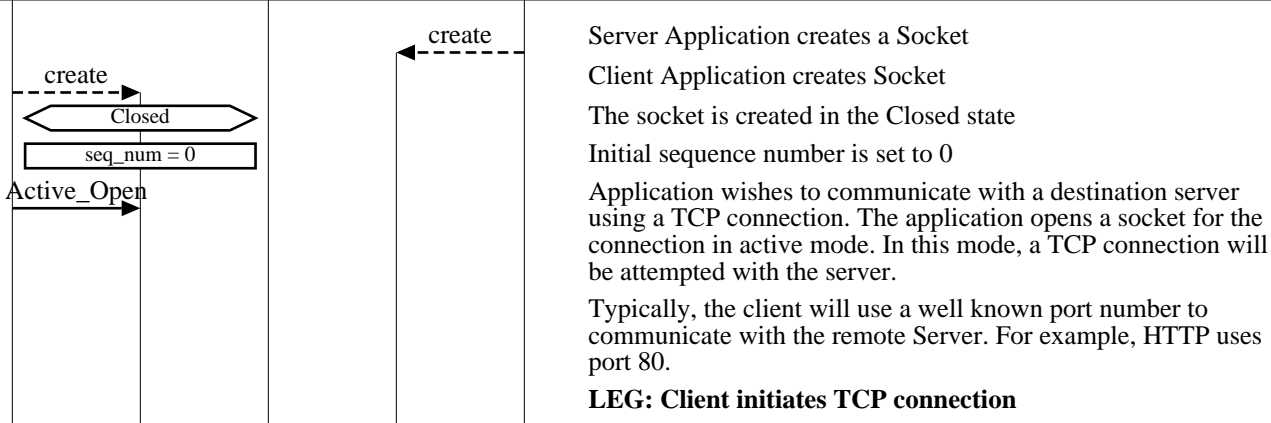 create Server Application creates a Socket
create Client Application creates Socket
Closed The socket is created in the Closed state
seq_num = 0 Initial sequence number is set to 0
Active_Open Application wishes to communicate with a destination server
using a TCP connection. The application opens a socket for the
connection in active mode. In this mode, a TCP connection will
be attempted with the server.
Typically, the client will use a well known port number to
communicate with the remote Server. For example, HTTP uses
port 80.
LEG: Client initiates TCP connection